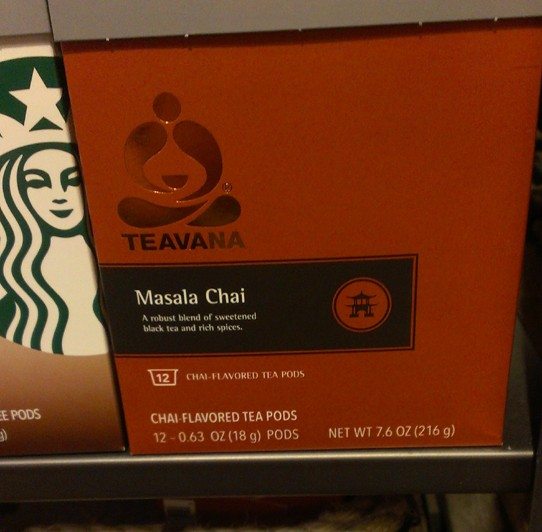 TEAVANA
Masala Chai
A robust blend of sweetened
black tea and rich spices.
12 CHAI-FLAVORED TEA PODS
CHAI-FLAVORED TEA PODS
12 - 0.63 OZ (18 g) PODS NET WT 7.6 OZ (216 g)
PODS